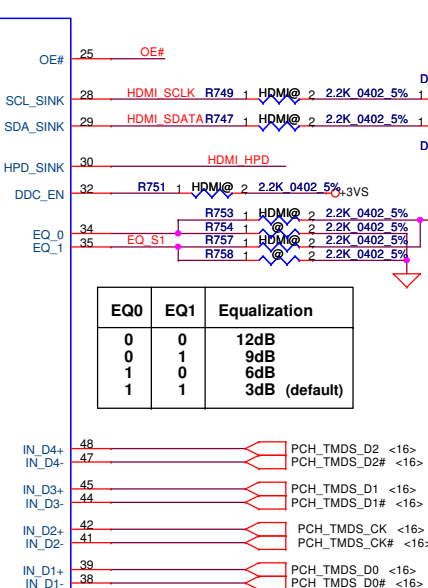 OE# 25 OE#
D
SCL_SINK 28 HDMI_SCLK R749 1 HDMI@ 2 2.2K_0402_5% 1
SDA_SINK 29 HDMI_SDATA R747 1 HDMI@ 2 2.2K_0402_5% 1
D
HPD_SINK 30 HDMI_HPD
DDC_EN 32 R751 1 HDMI@ 2 2.2K_0402_5% +3VS
R753 1 HDMI@ 2 2.2K_0402_5%
EQ_0 34 R754 1 @ 2 2.2K_0402_5%
EQ_1 35 EQ_S1 R757 1 HDMI@ 2 2.2K_0402_5%
R758 1 @ 2 2.2K_0402_5%
EQ0 EQ1 Equalization
0 0 12dB
0 1 9dB
1 0 6dB
1 1 3dB (default)
IN_D4+ 48 PCH_TMDS_D2 <16>
IN_D4- 47 PCH_TMDS_D2# <16>
IN_D3+ 45 PCH_TMDS_D1 <16>
IN_D3- 44 PCH_TMDS_D1# <16>
IN_D2+ 42 PCH_TMDS_CK <16>
IN_D2- 41 PCH_TMDS_CK# <16>
IN_D1+ 39 PCH_TMDS_D0 <16>
IN_D1- 38 PCH_TMDS_D0# <16>